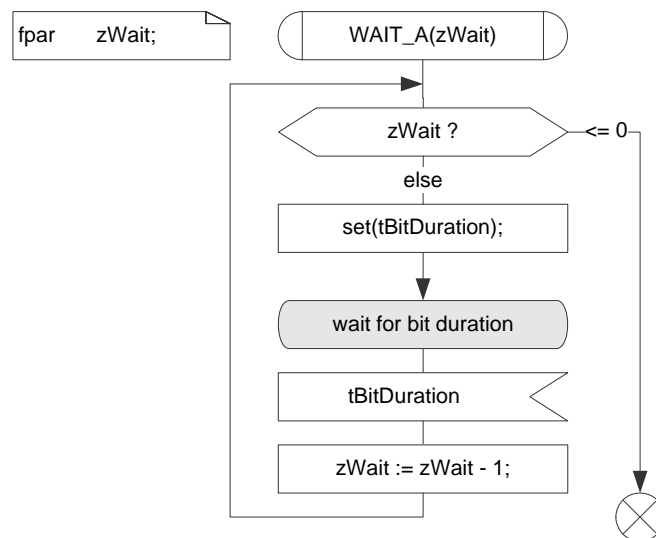 fpar zWait;
WAIT_A(zWait)
zWait ?
<= 0
else
set(tBitDuration);
wait for bit duration
tBitDuration
zWait := zWait - 1;